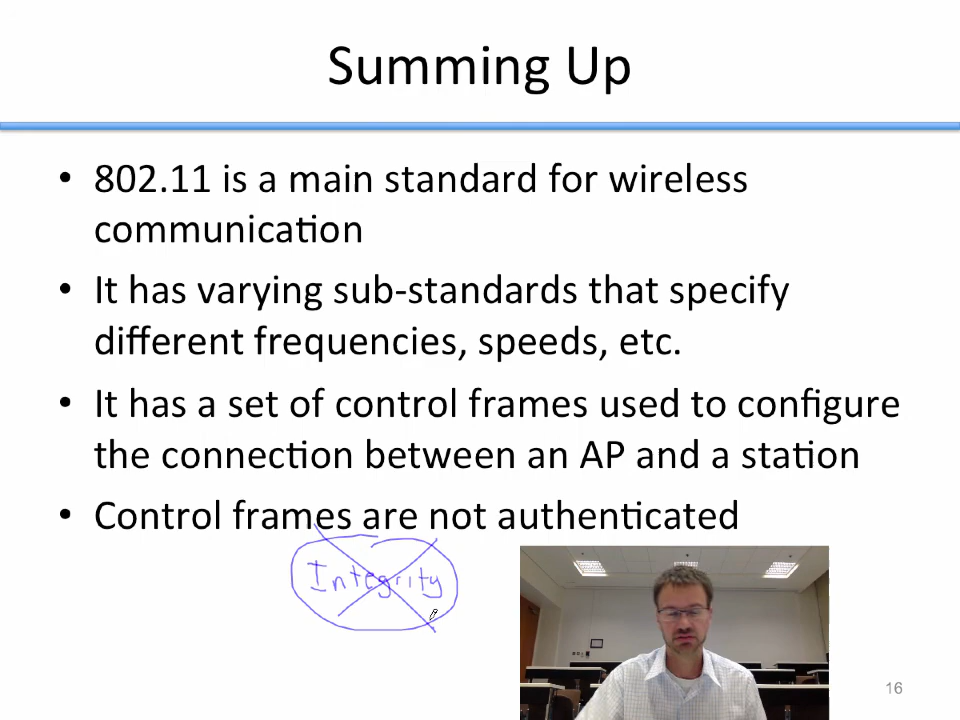 Summing Up
• 802.11 is a main standard for wireless
communication
• It has varying sub-standards that specify
different frequencies, speeds, etc.
• It has a set of control frames used to configure
the connection between an AP and a station
• Control frames are not authenticated
Integrity
16